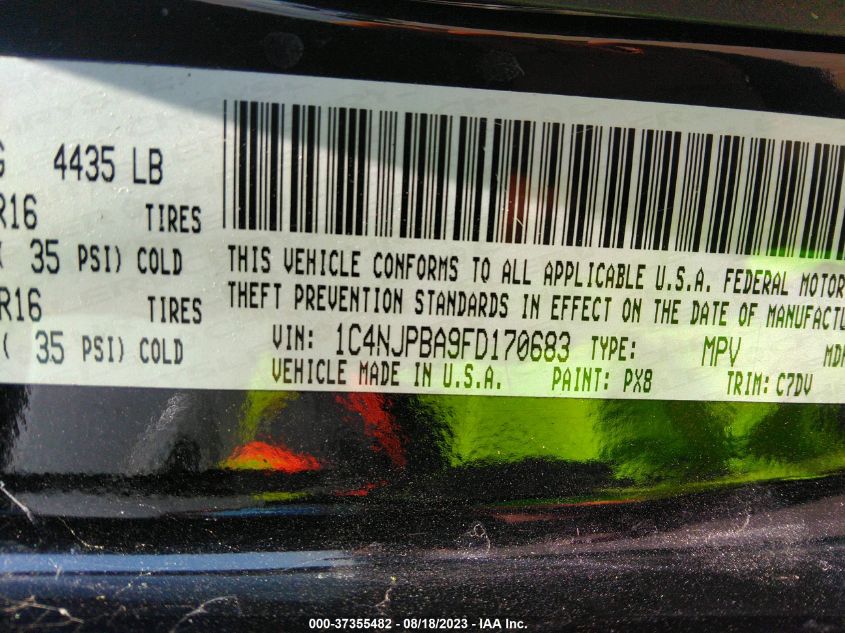 G 4435 LB
R16 TIRES
( 35 PSI) COLD
R16 TIRES
( 35 PSI) COLD
THIS VEHICLE CONFORMS TO ALL APPLICABLE U.S.A. FEDERAL MOTOR
THEFT PREVENTION STANDARDS IN EFFECT ON THE DATE OF MANUFACTU
VIN: 1C4NJPBA9FD170683 TYPE: MPV MDH
VEHICLE MADE IN U.S.A. PAINT: PX8 TRIM: C7DV
000-37355482 - 08/18/2023 - IAA Inc.